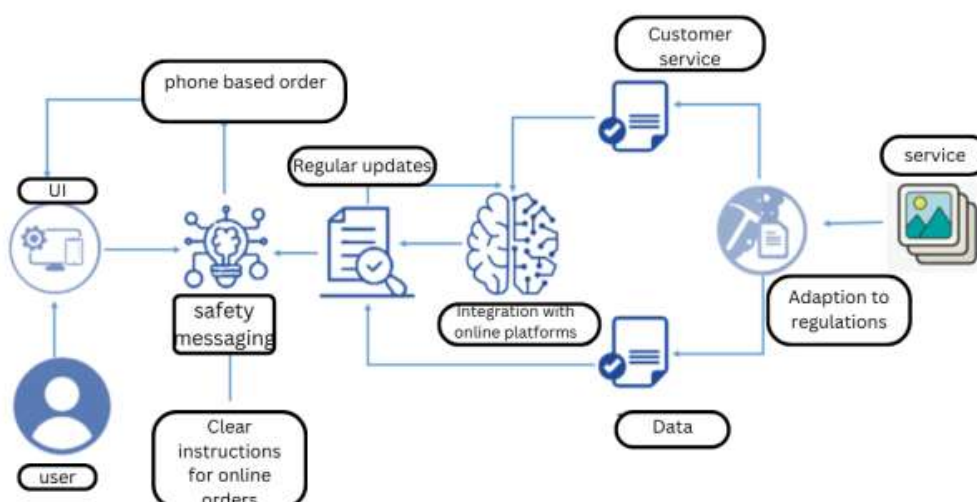 Customer
service
phone based order
service
Regular updates
UI
Integration with
online platforms
Adaption to
regulations
safety
messaging
Data
Clear
instructions
for online
orders
user